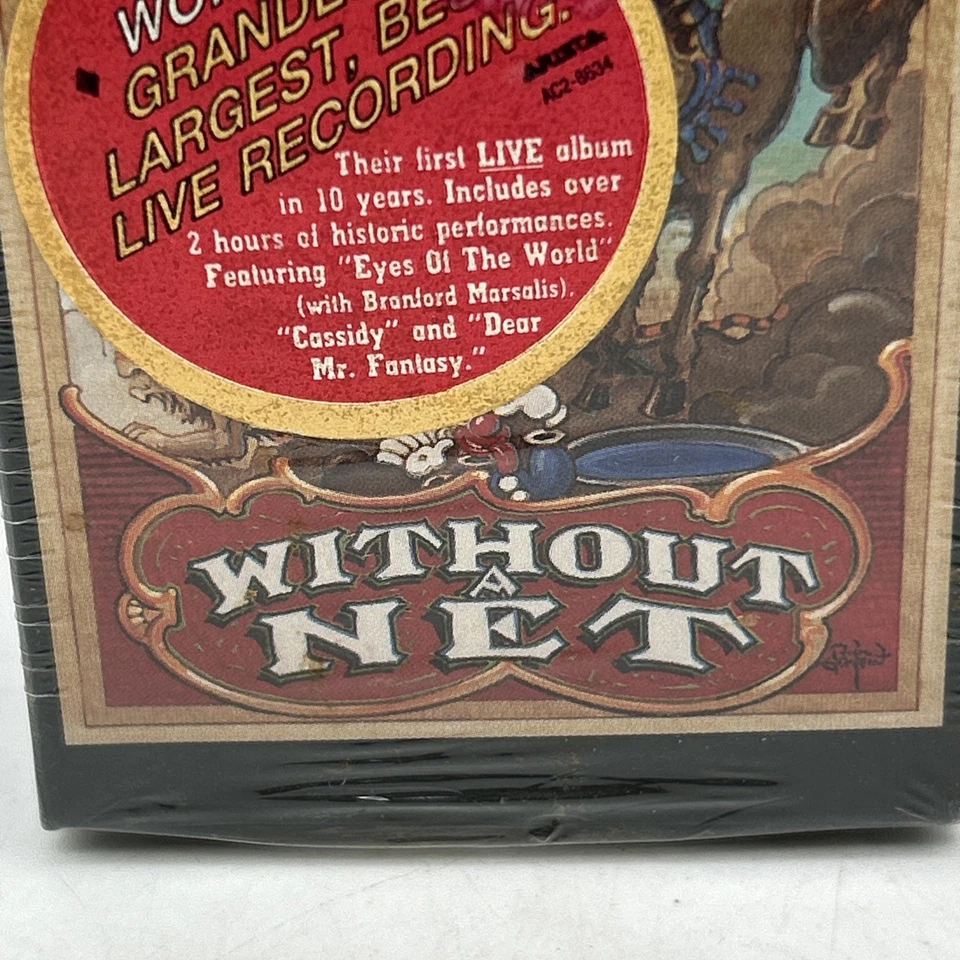 GRANDE
LARGEST, BE
LIVE RECORDING.
ARISTA
AC2-8634
Their first LIVE album
in 10 years. Includes over
2 hours of historic performances.
Featuring "Eyes Of The World"
(with Branford Marsalis),
"Cassidy" and "Dear
Mr. Fantasy."
WITHOUT
A
NET